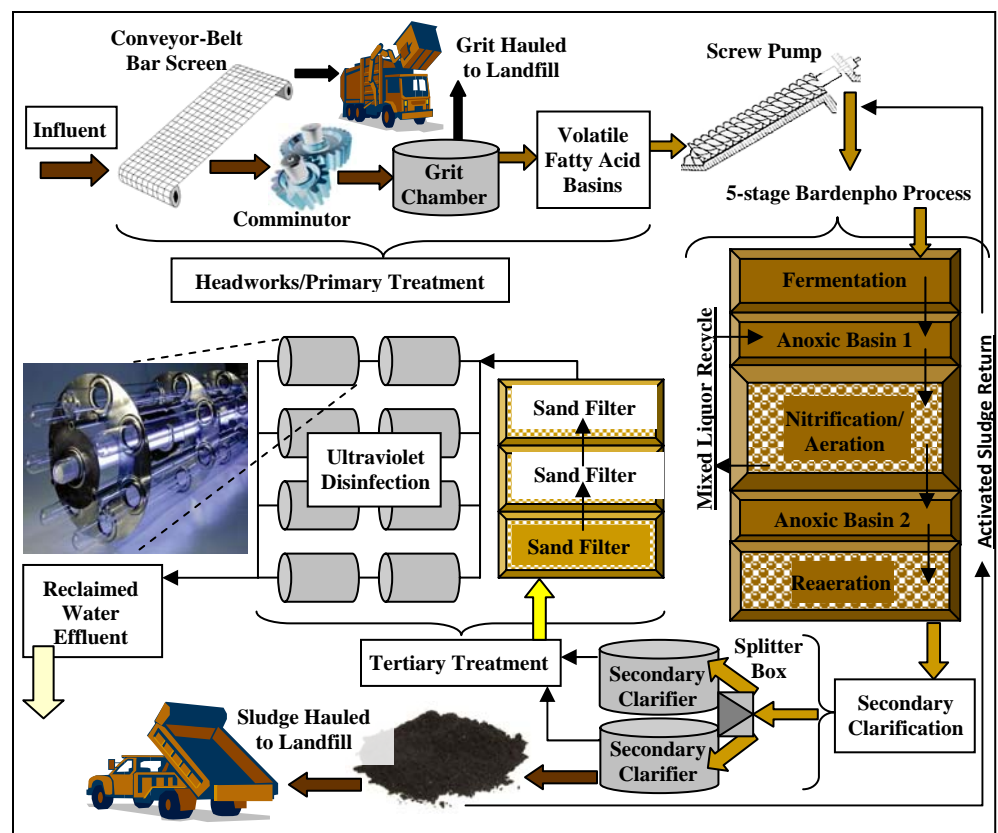 Conveyor-Belt
Bar Screen
Grit Hauled
to Landfill
Screw Pump
Influent
Comminutor
Grit
Chamber
Volatile
Fatty Acid
Basins
5-stage Bardenpho Process
Headworks/Primary Treatment
Fermentation
Anoxic Basin 1
Nitrification/
Aeration
Anoxic Basin 2
Reaeration
Mixed Liquor Recycle
Activated Sludge Return
Sand Filter
Sand Filter
Sand Filter
Ultraviolet
Disinfection
Reclaimed
Water
Effluent
Tertiary Treatment
Secondary
Clarifier
Secondary
Clarifier
Splitter
Box
Secondary
Clarification
Sludge Hauled
to Landfill